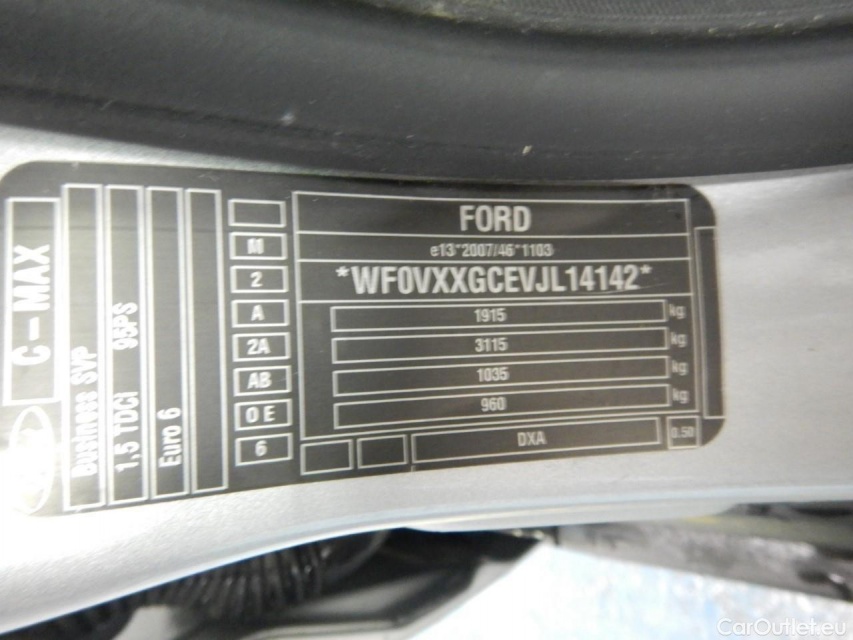 C-MAX
Business SVP
1.5 TDCI 95PS
Euro 6
M
2
A
2A
AB
0E
6
FORD
e13*2007/46*1103
*WF0VXXGCEVJL14142*
1915 kg
3115 kg
1035 kg
960 kg
DXA
0.50
CarOutlet.eu